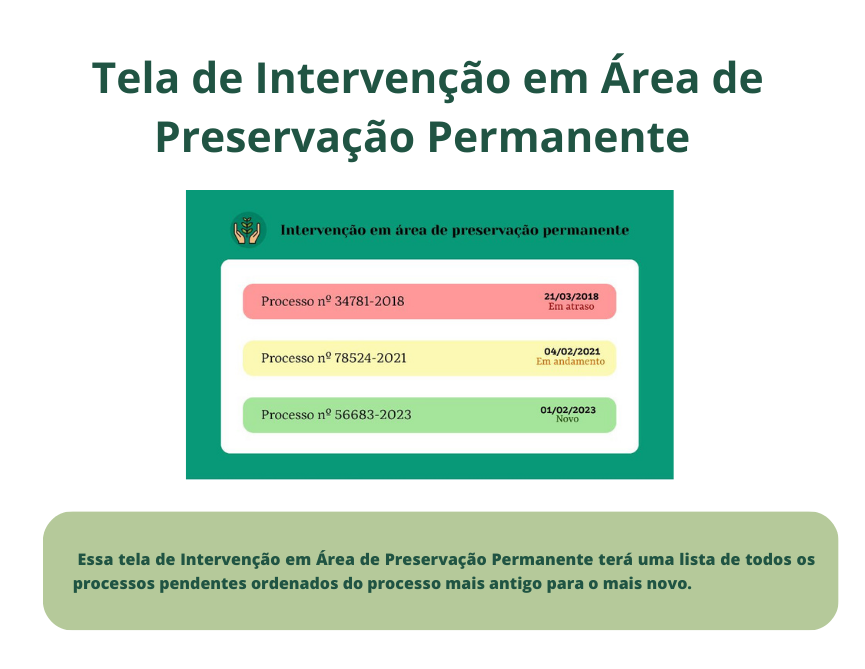 Tela de Intervenção em Área de
Preservação Permanente
Intervenção em área de preservação permanente
Processo nº 34781-2018
21/03/2018
Em atraso
Processo nº 78524-2021
04/02/2021
Em andamento
Processo nº 56683-2023
01/02/2023
Novo
Essa tela de Intervenção em Área de Preservação Permanente terá uma lista de todos os
processos pendentes ordenados do processo mais antigo para o mais novo.